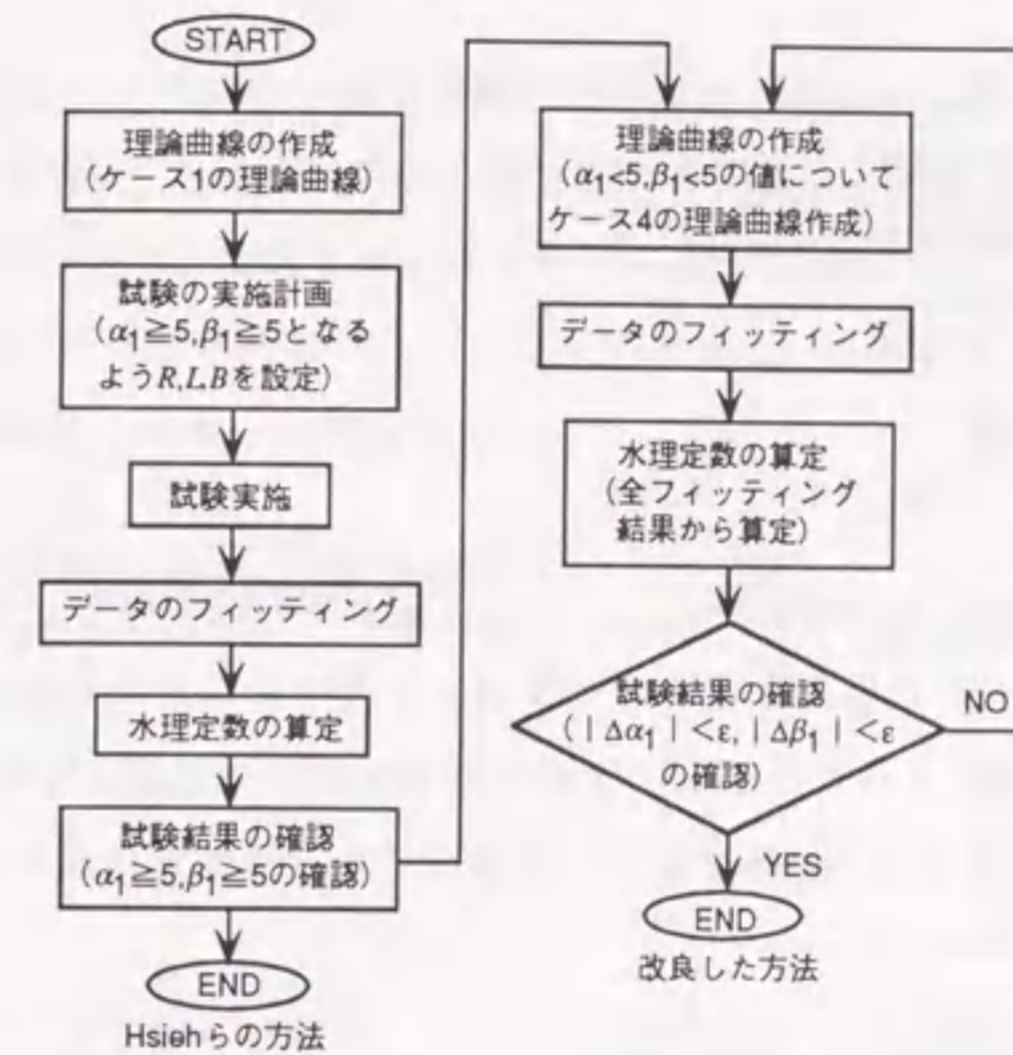 START
理論曲線の作成
(ケース1の理論曲線)
試験の実施計画
(α₁≧5,β₁≧5となる
ようR,L,Bを設定)
試験実施
データのフィッティング
水理定数の算定
試験結果の確認
(α₁≧5,β₁≧5の確認)
END
Hsiehらの方法
理論曲線の作成
(α₁<5,β₁<5の値について
ケース4の理論曲線作成)
データのフィッティング
水理定数の算定
(全フィッティング
結果から算定)
試験結果の確認
(|Δα₁|<ε,|Δβ₁|<ε
の確認)
NO
YES
END
改良した方法